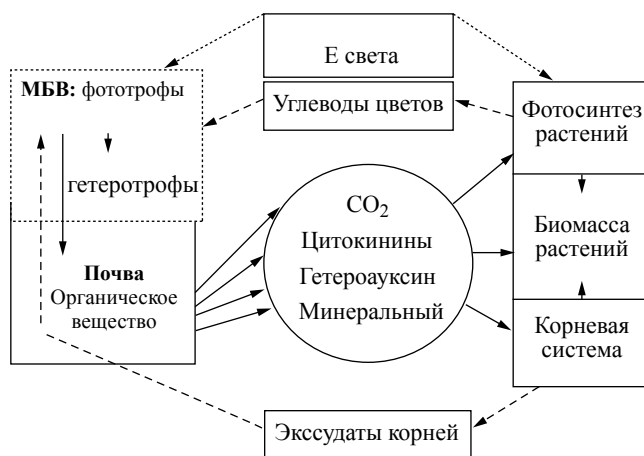 E света
МБВ: фототрофы
гетеротрофы
Углеводы цветов
Фотосинтез
растений
Почва
Органическое
вещество
CO2
Цитокинины
Гетероауксин
Минеральный
Биомасса
растений
Корневая
система
Экссудаты корней